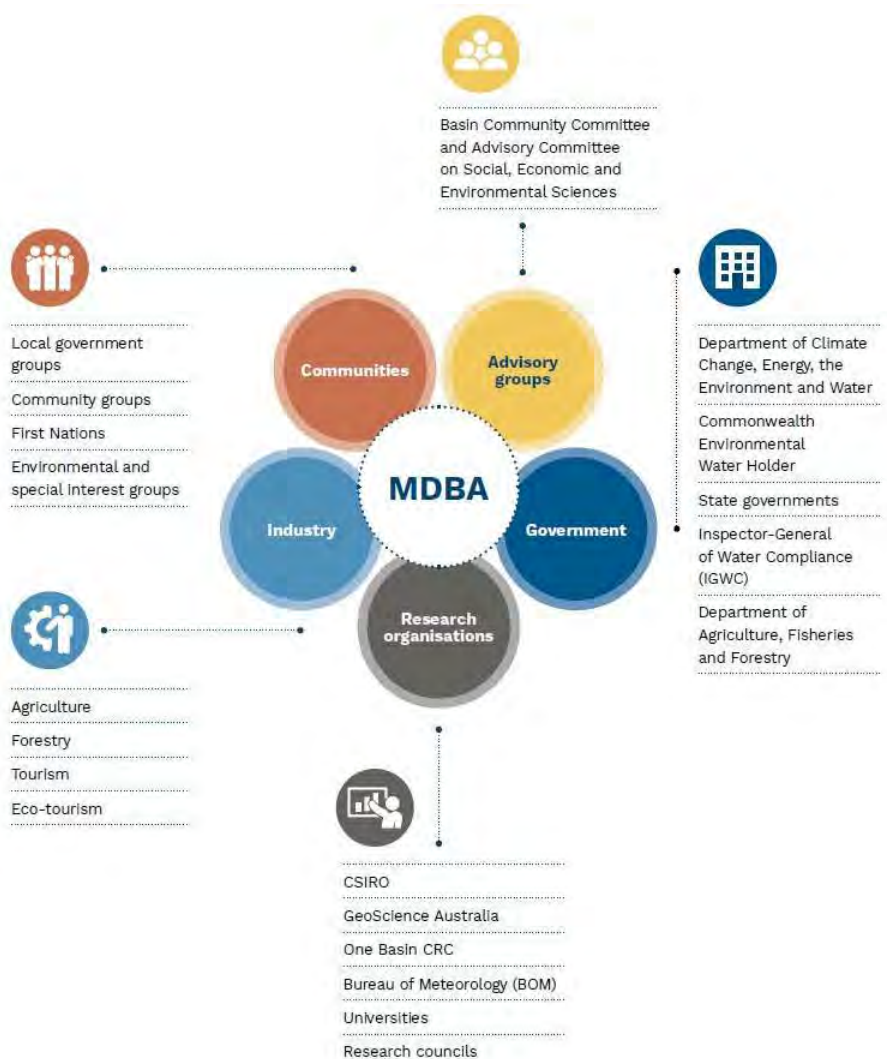 Basin Community Committee
and Advisory Committee
on Social, Economic and
Environmental Sciences
Local government
groups
Community groups
First Nations
Environmental and
special interest groups
Communities
Advisory
groups
MDBA
Industry
Government
Research
organisations
Department of Climate
Change, Energy, the
Environment and Water
Commonwealth
Environmental
Water Holder
State governments
Inspector-General
of Water Compliance
(IGWC)
Department of
Agriculture, Fisheries
and Forestry
Agriculture
Forestry
Tourism
Eco-tourism
CSIRO
GeoScience Australia
One Basin CRC
Bureau of Meteorology (BOM)
Universities
Research councils